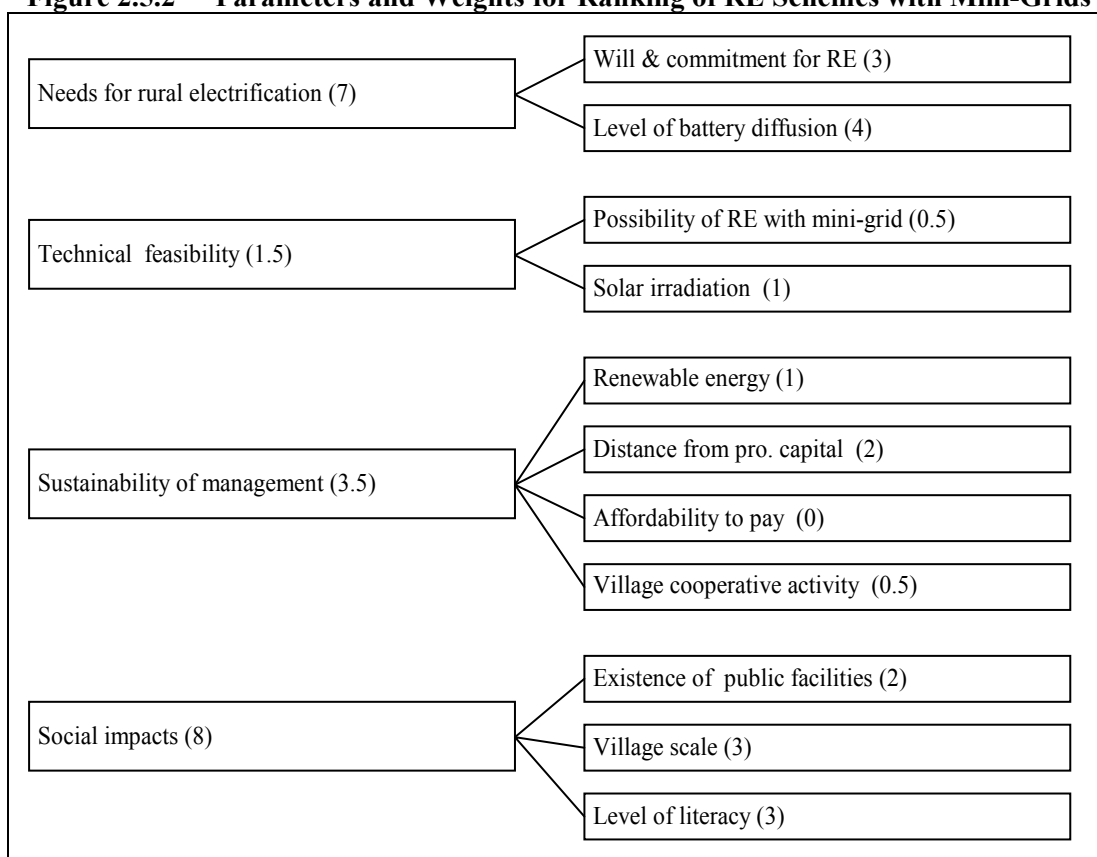 Figure 2.5.2 Parameters and Weights for Ranking of RE Schemes with Mini-Grids
Needs for rural electrification (7)
Will & commitment for RE (3)
Level of battery diffusion (4)
Technical feasibility (1.5)
Possibility of RE with mini-grid (0.5)
Solar irradiation (1)
Sustainability of management (3.5)
Renewable energy (1)
Distance from pro. capital (2)
Affordability to pay (0)
Village cooperative activity (0.5)
Social impacts (8)
Existence of public facilities (2)
Village scale (3)
Level of literacy (3)